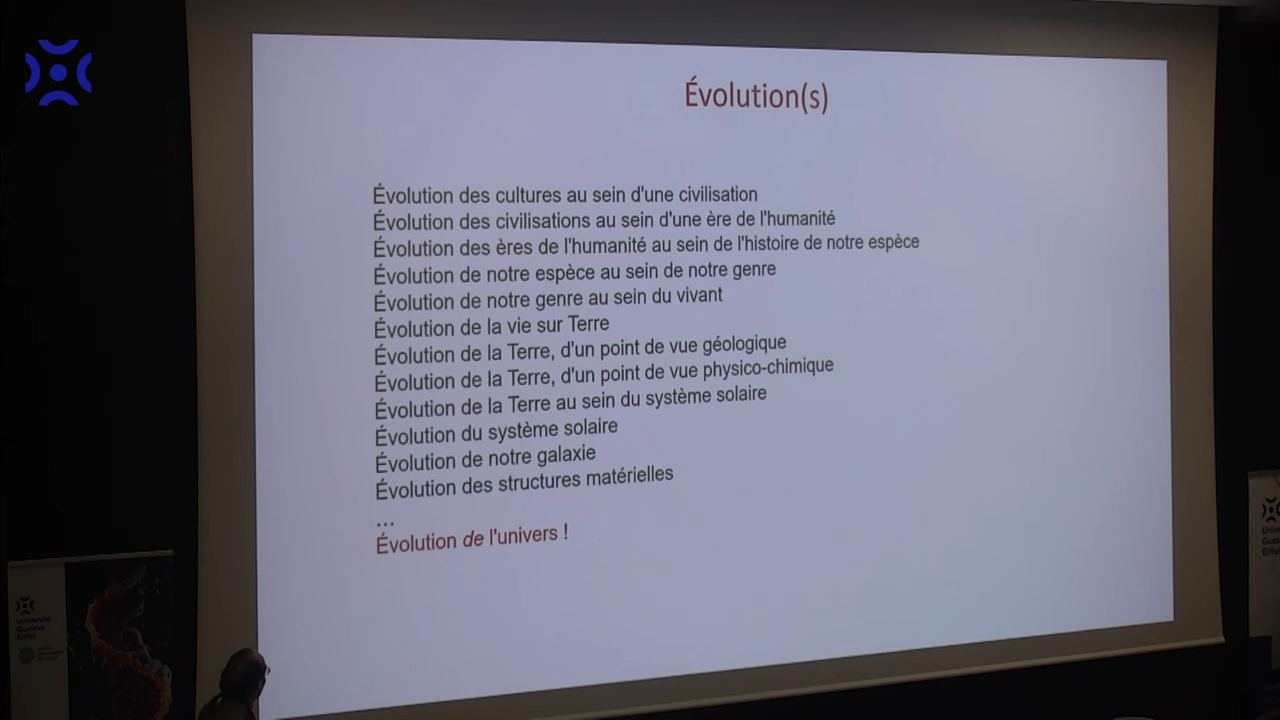 Évolution(s)
Évolution des cultures au sein d'une civilisation
Évolution des civilisations au sein d'une ère de l'humanité
Évolution des ères de l'humanité au sein de l'histoire de notre espèce
Évolution de notre espèce au sein de notre genre
Évolution de notre genre au sein du vivant
Évolution de la vie sur Terre
Évolution de la Terre, d'un point de vue géologique
Évolution de la Terre, d'un point de vue physico-chimique
Évolution de la Terre au sein du système solaire
Évolution du système solaire
Évolution de notre galaxie
Évolution des structures matérielles
...
Évolution de l'univers !
Université
Gustave
Eiffel